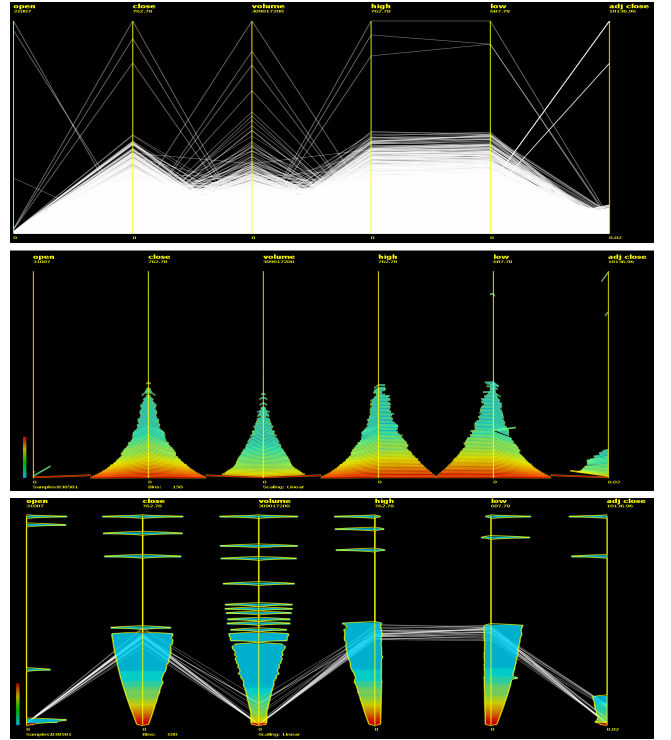 open close volume high low adj close
31007 762.78 309017200 762.78 687.78 10136.96
0 0 0 0 0.02
open close volume high low adj close
31007 762.78 309017200 762.78 687.78 10136.96
0 0 0 0 0 0.02
Bins: 150 Scaling: Linear
open close volume high low adj close
31007 762.78 309017200 762.78 687.78 10136.96
0 0 0 0 0 0.02
Bins: 100 Scaling: Linear